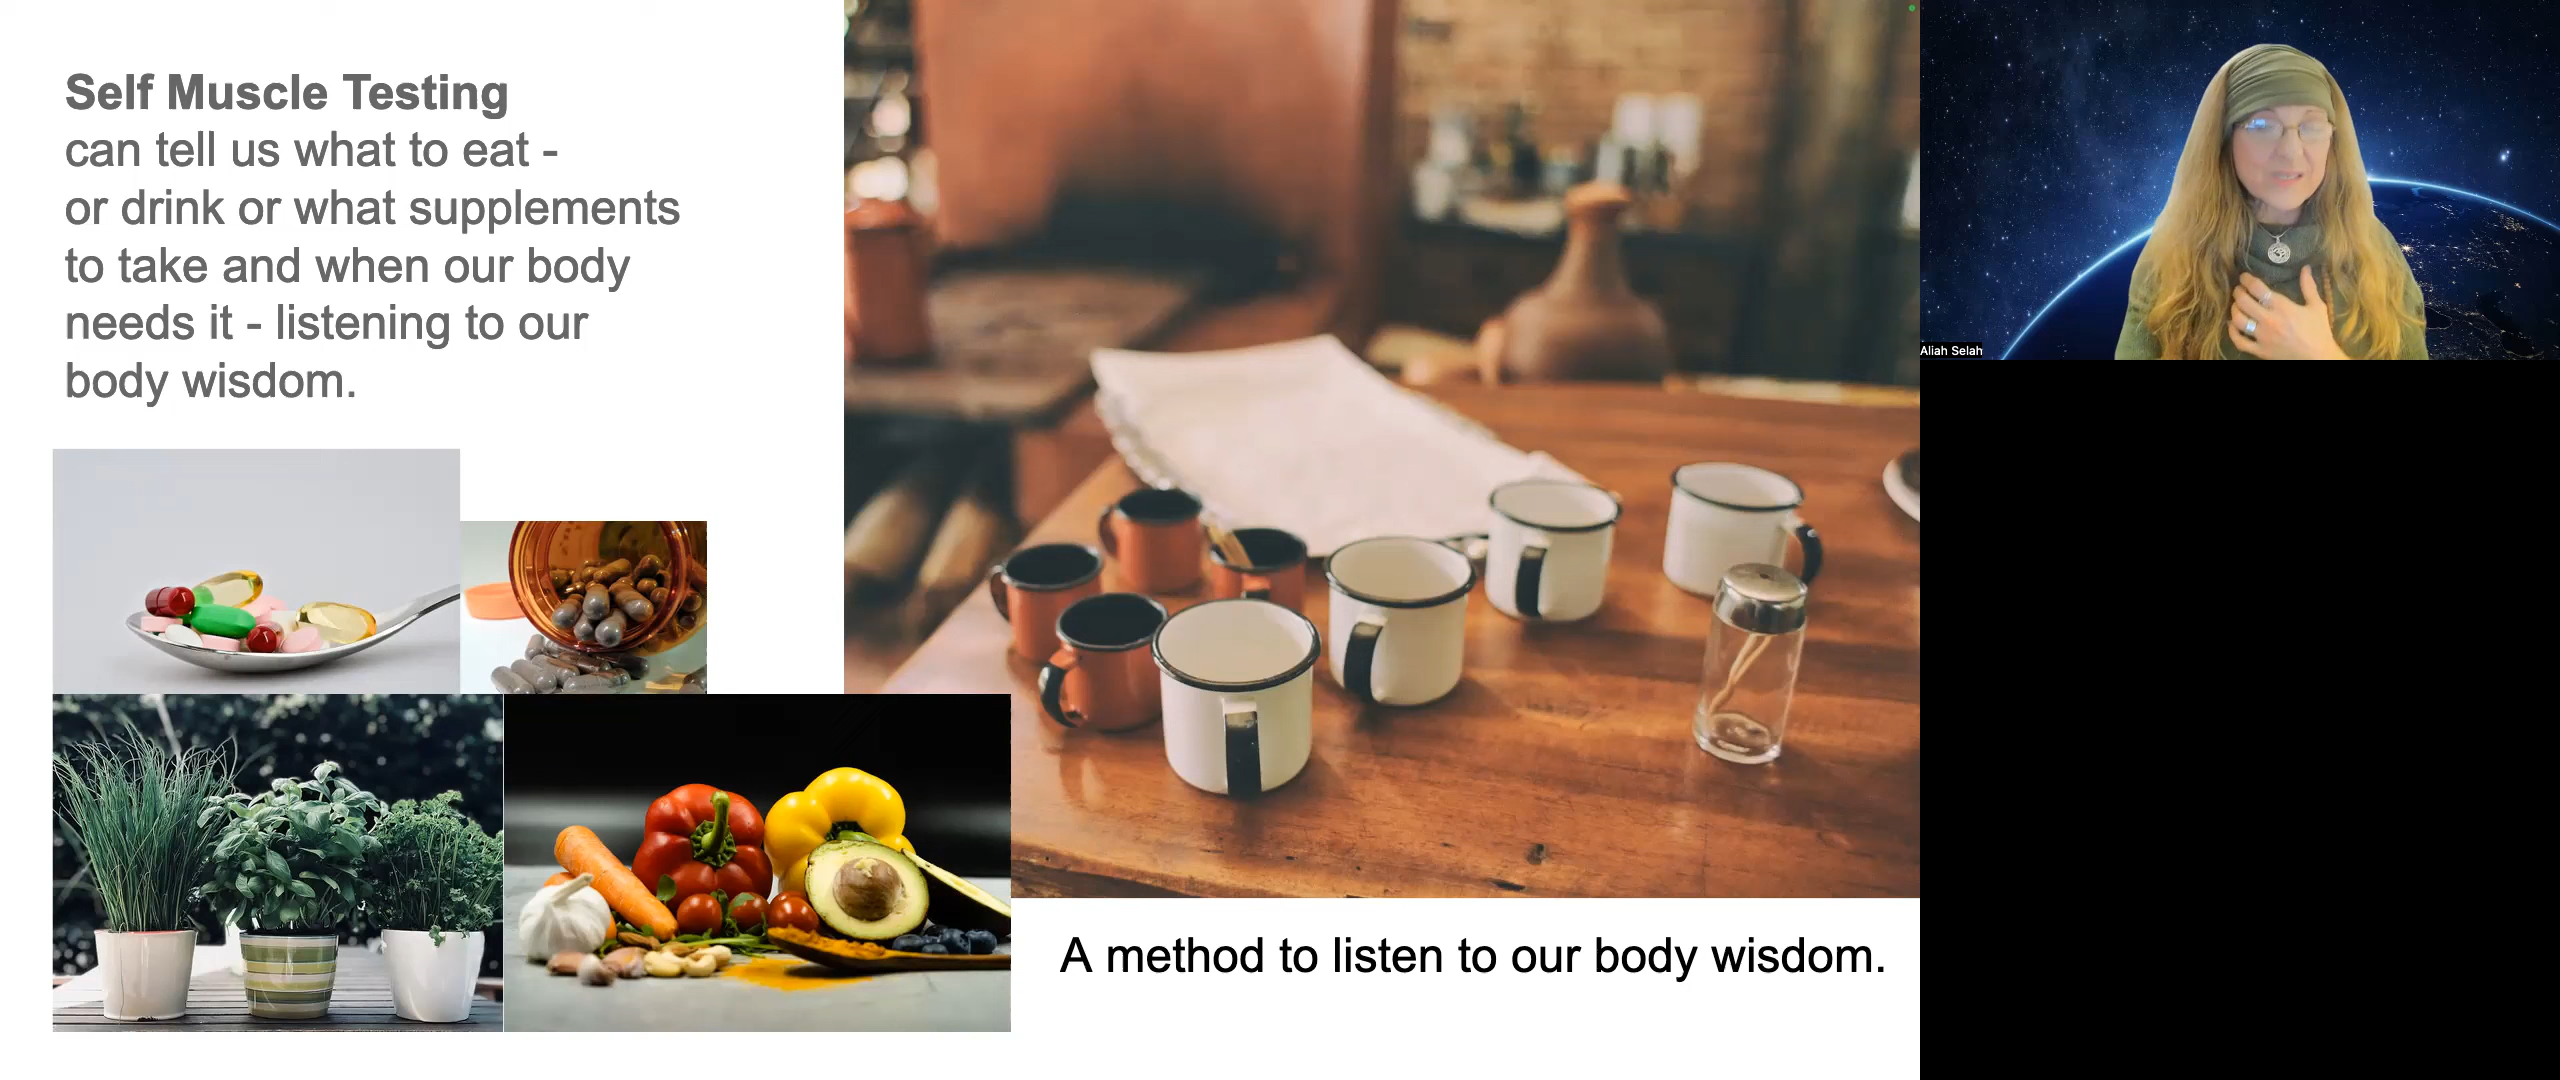 Self Muscle Testing
can tell us what to eat -
or drink or what supplements
to take and when our body
needs it - listening to our
body wisdom.
A method to listen to our body wisdom.
Aliah Selah